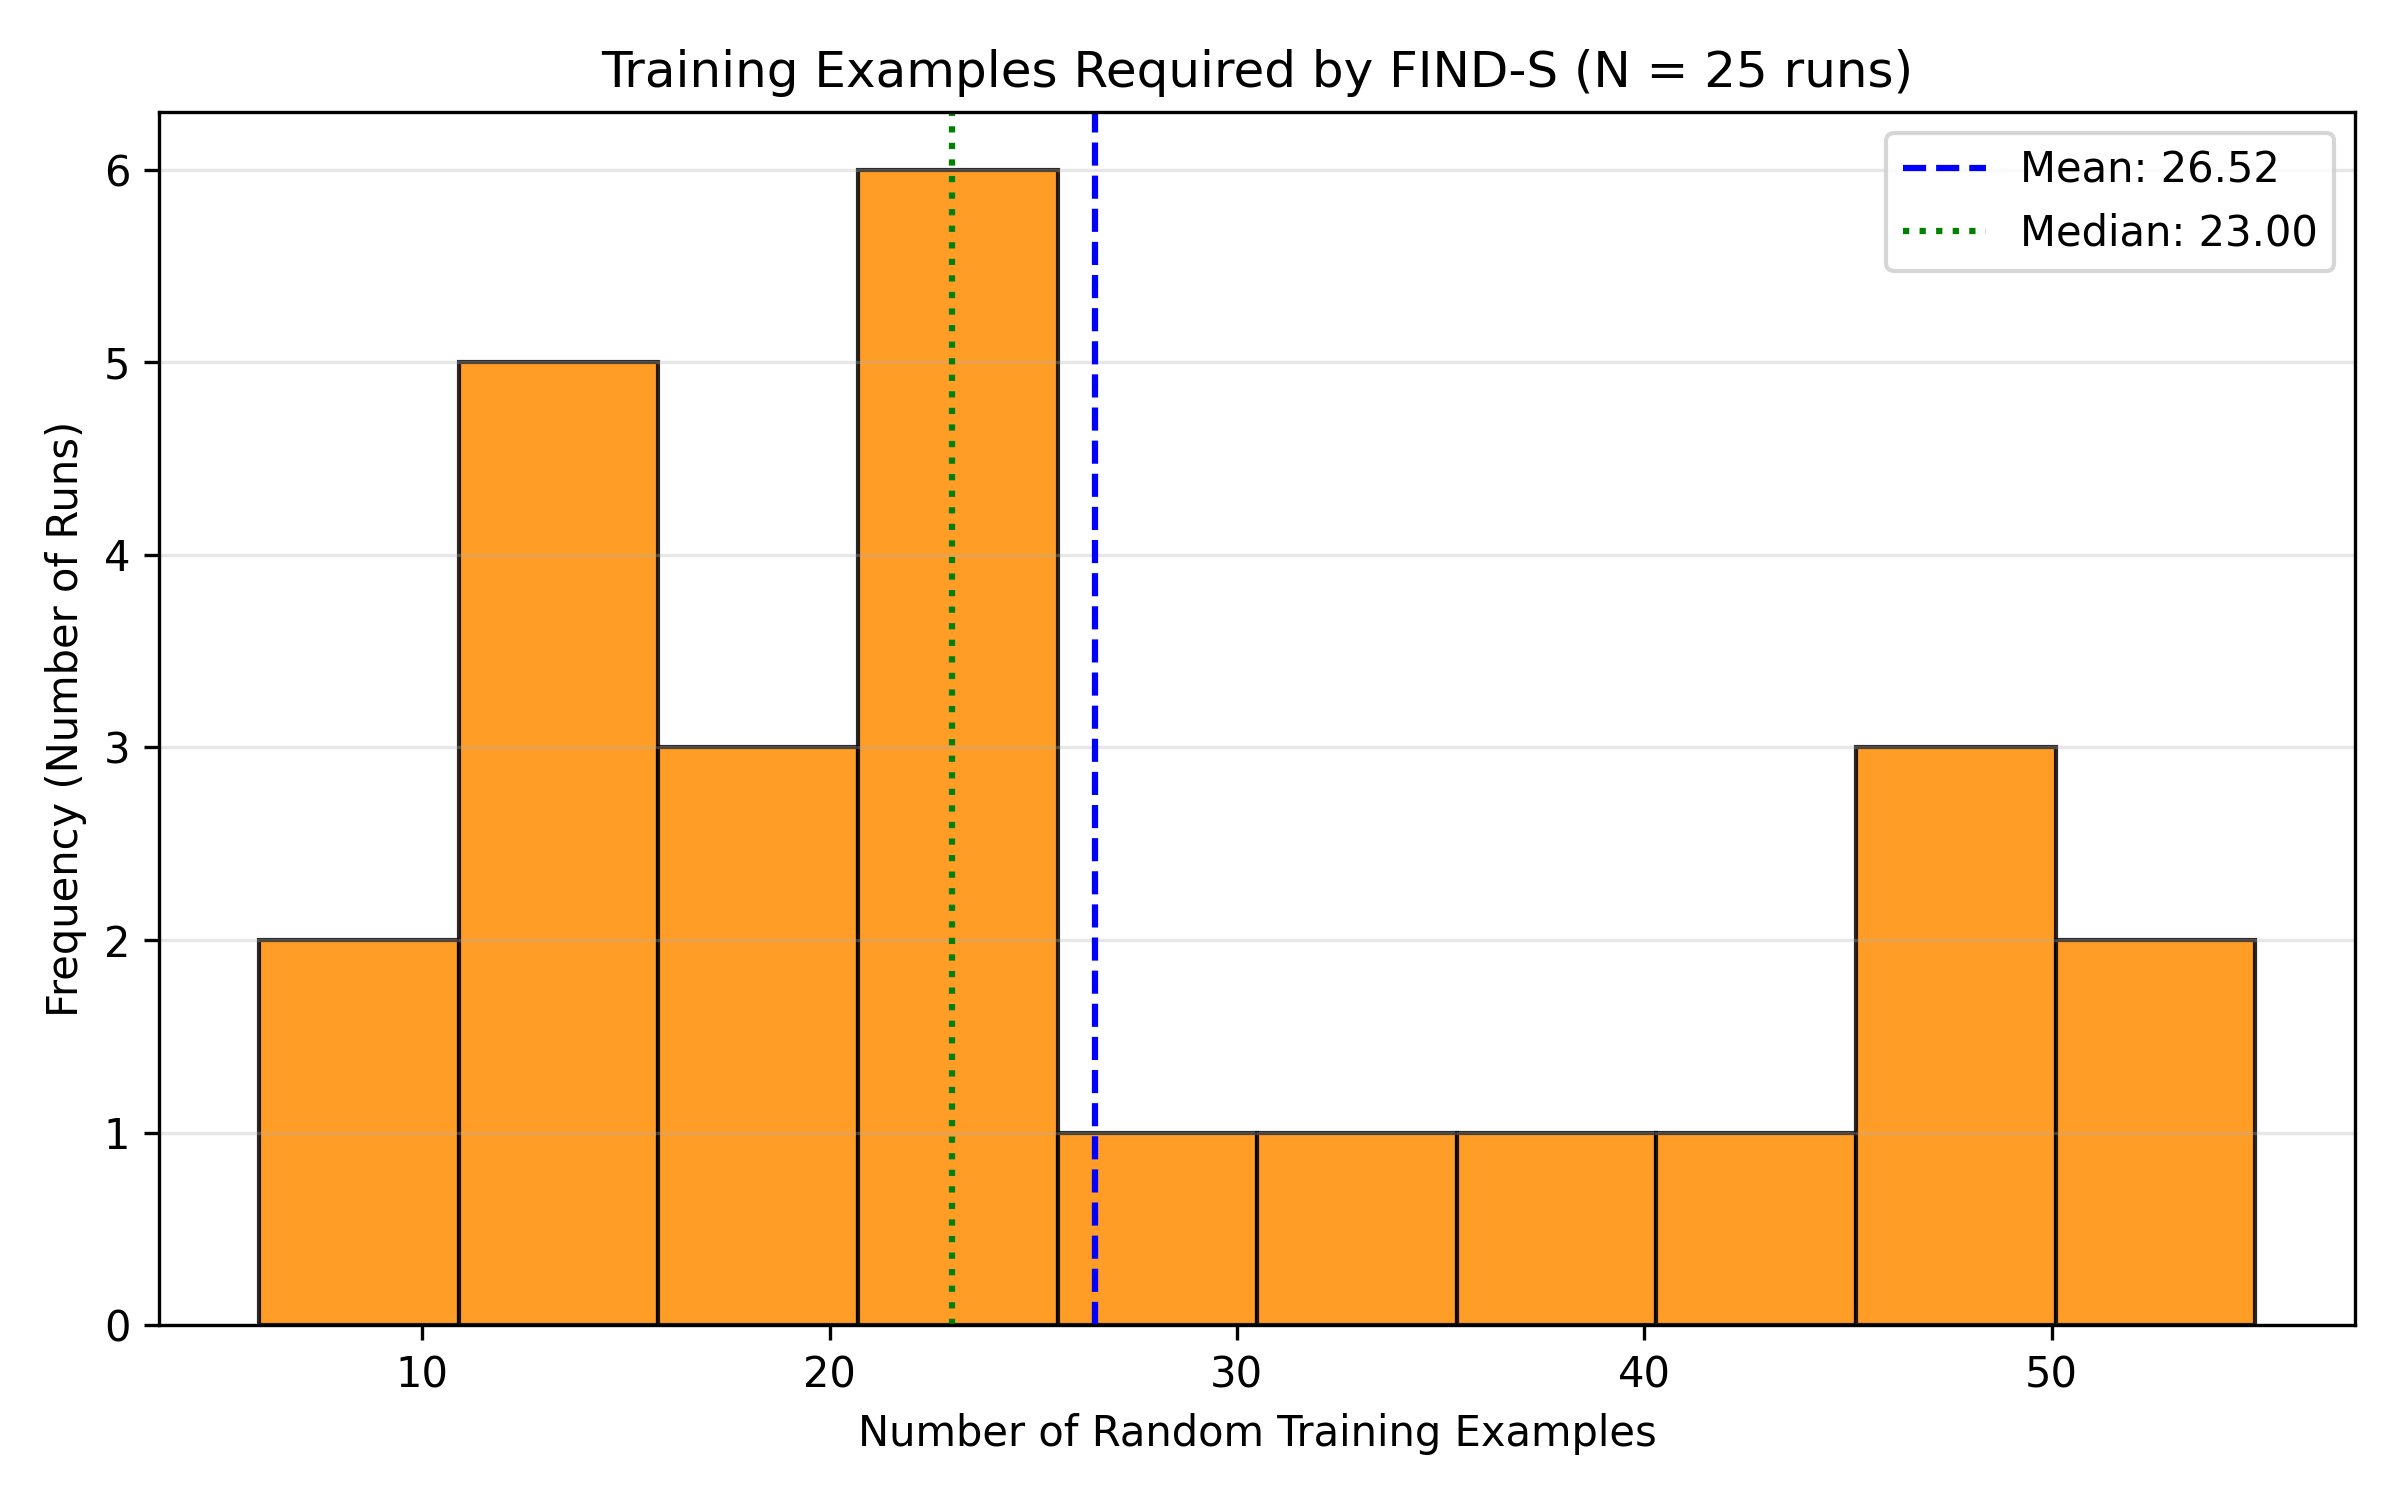 Training Examples Required by FIND-S (N = 25 runs)
Mean: 26.52
Median: 23.00
Frequency (Number of Runs)
6
5
4
3
2
1
0
10 20 30 40 50
Number of Random Training Examples